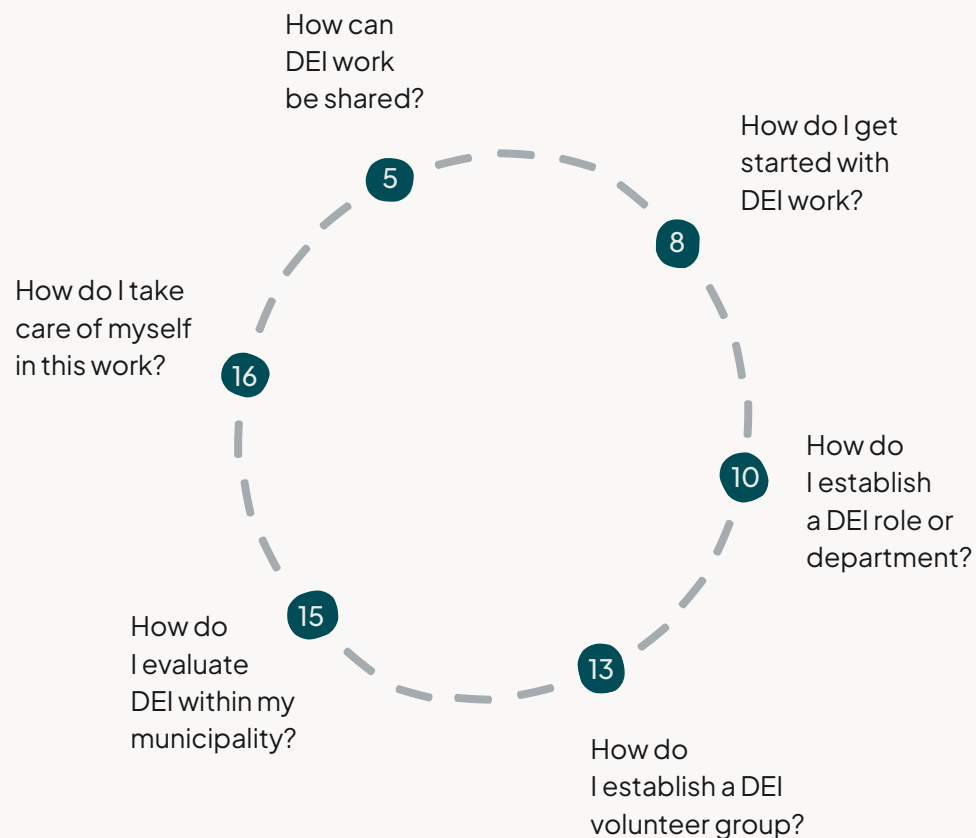 How can
DEI work
be shared?
5
How do I get
started with
DEI work?
8
How do
I establish
a DEI role or
department?
10
How do
I establish a DEI
volunteer group?
13
How do
I evaluate
DEI within my
municipality?
15
How do I take
care of myself
in this work?
16